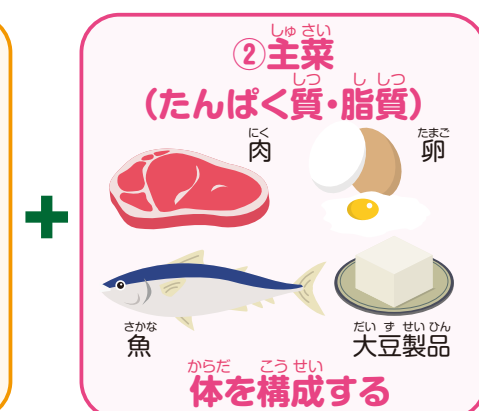 しゅさい
②主菜
しつ ししつ
(たんぱく質・脂質)
にく
肉
たまご
卵
さかな
魚
だいずせいひん
大豆製品
からだ こうせい
体を構成する